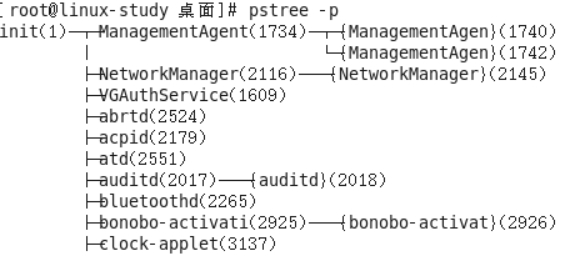 [root@linux-study 桌面]# pstree -p
init(1)─┬─ManagementAgent(1734)─┬─{ManagementAgen}(1740)
        │                       └─{ManagementAgen}(1742)
        ├─NetworkManager(2116)───{NetworkManager}(2145)
        ├─VGAuthService(1609)
        ├─abrtd(2524)
        ├─acpid(2179)
        ├─atd(2551)
        ├─auditd(2017)───{auditd}(2018)
        ├─bluetoothd(2265)
        ├─bonobo-activati(2925)───{bonobo-activat}(2926)
        ├─clock-applet(3137)